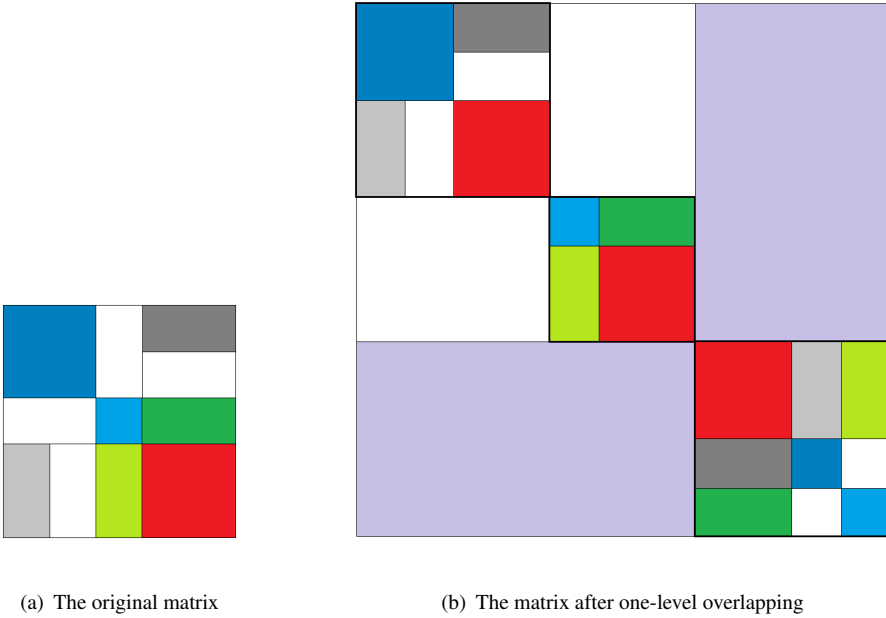 (a) The original matrix
(b) The matrix after one-level overlapping